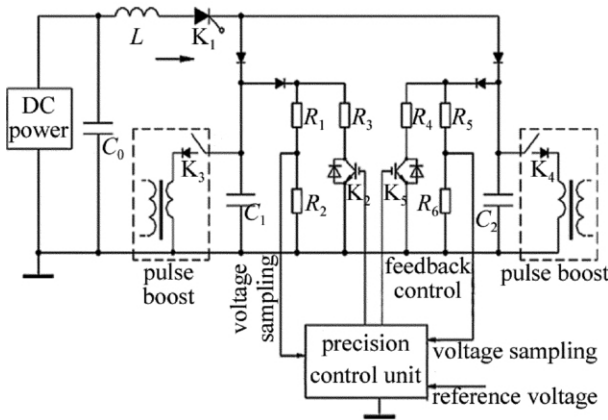 L
K1
DC
power
C0
K3
R1
R3
R4
R5
K4
K2
K5
R2
R6
C1
C2
pulse
boost
voltage
sampling
feedback
control
pulse boost
precision
control unit
voltage sampling
reference voltage